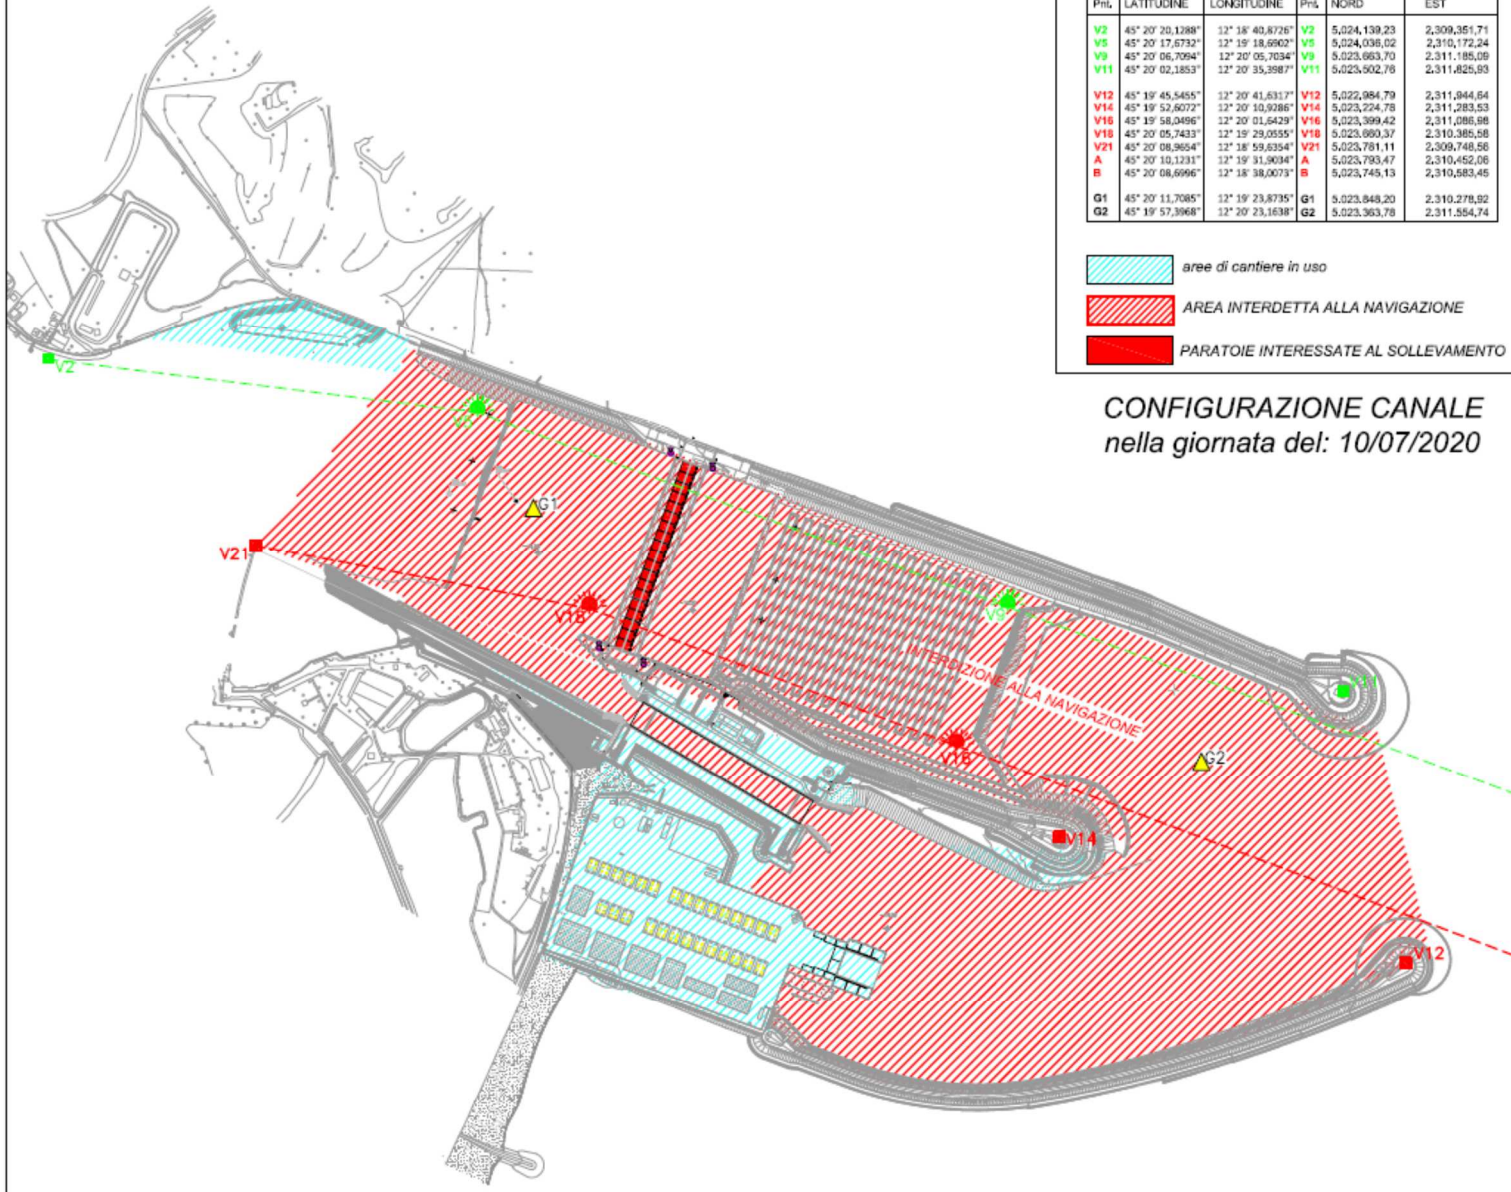 Pnt. LATITUDINE LONGITUDINE Pnt. NORD EST
V2 45° 20' 20,1288" 12° 18' 40,8726" V2 5,024,139,23 2,309,351,71
V5 45° 20' 17,6732" 12° 19' 18,6902" V5 5,024,036,02 2,310,172,24
V9 45° 20' 06,7094" 12° 20' 05,7034" V9 5.023.663,70 2.311.185,09
V11 45° 20' 02,1853" 12° 20' 35,3987" V11 5.023.502,76 2.311.825,93
V12 45° 19' 45,5455" 12° 20' 41,6317" V12 5,022,984,79 2,311,944,64
V14 45° 19' 52,6072" 12° 20' 10,9286" V14 5,023,224,78 2,311,283,53
V16 45° 19' 58,0496" 12° 20' 01,6429" V16 5,023,399,42 2,311,086,98
V18 45° 20' 05,7433" 12° 19' 29,0555" V18 5.023.660,37 2.310.385,58
V21 45° 20' 08,9654" 12° 18' 59,6354" V21 5.023.781,11 2.309.748,56
A 45° 20' 10,1231" 12° 19' 31,9034" A 5.023.793,47 2.310.452,06
B 45° 20' 08,6996" 12° 18' 38,0073" B 5,023,745,13 2,310,583,45
G1 45° 20' 11,7085" 12° 19' 23,8735" G1 5.023.848,20 2.310.278,92
G2 45° 19' 57,3968" 12° 20' 23,1638" G2 5.023.363,78 2.311.554,74
aree di cantiere in uso
AREA INTERDETTA ALLA NAVIGAZIONE
PARATOIE INTERESSATE AL SOLLEVAMENTO
CONFIGURAZIONE CANALE
nella giornata del: 10/07/2020
V2
V5
G1
V21
V18
V9
INTERDIZIONE ALLA NAVIGAZIONE
V11
V16
G2
V14
V12